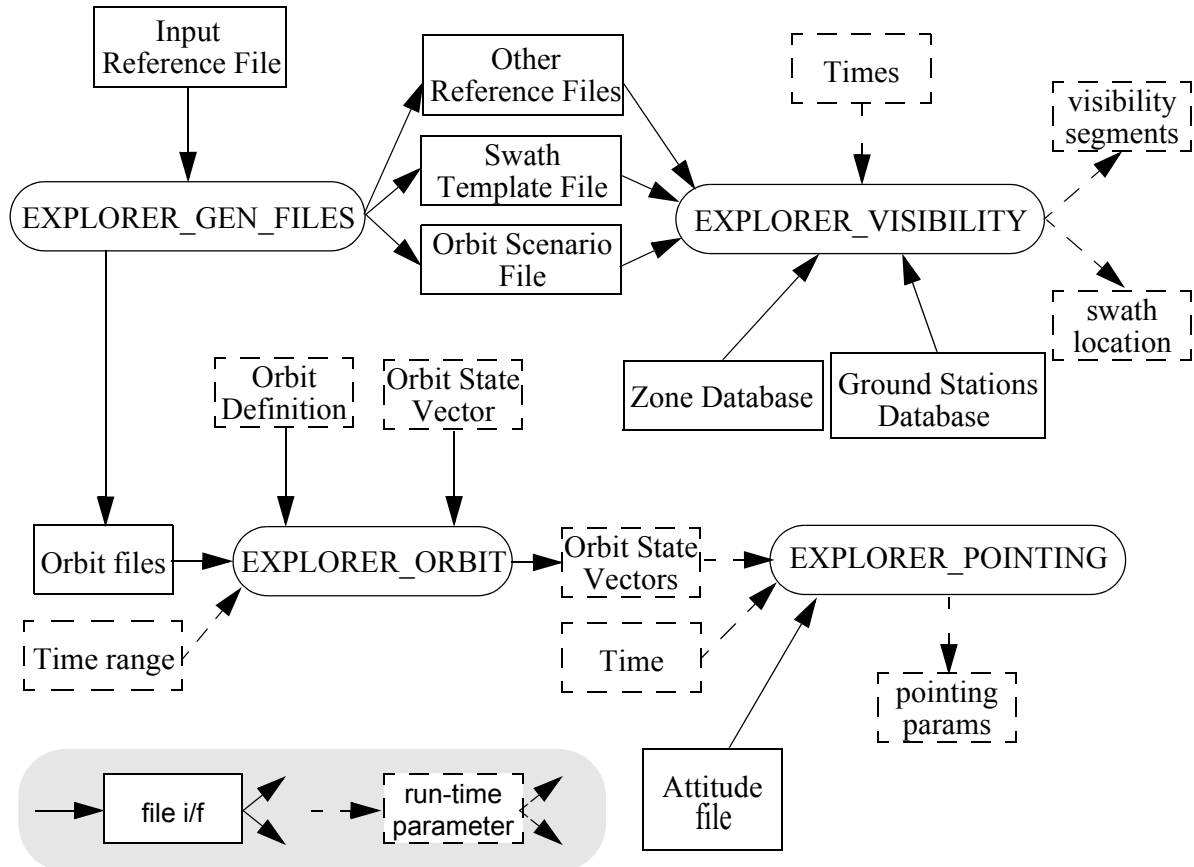 Input
Reference File
Other
Reference Files
Times
visibility
segments
Swath
Template File
EXPLORER_GEN_FILES
EXPLORER_VISIBILITY
Orbit Scenario
File
swath
location
Orbit
Definition
Orbit State
Vector
Zone Database
Ground Stations
Database
Orbit files
EXPLORER_ORBIT
Orbit State
Vectors
EXPLORER_POINTING
Time range
Time
pointing
params
Attitude
file
file i/f
run-time
parameter